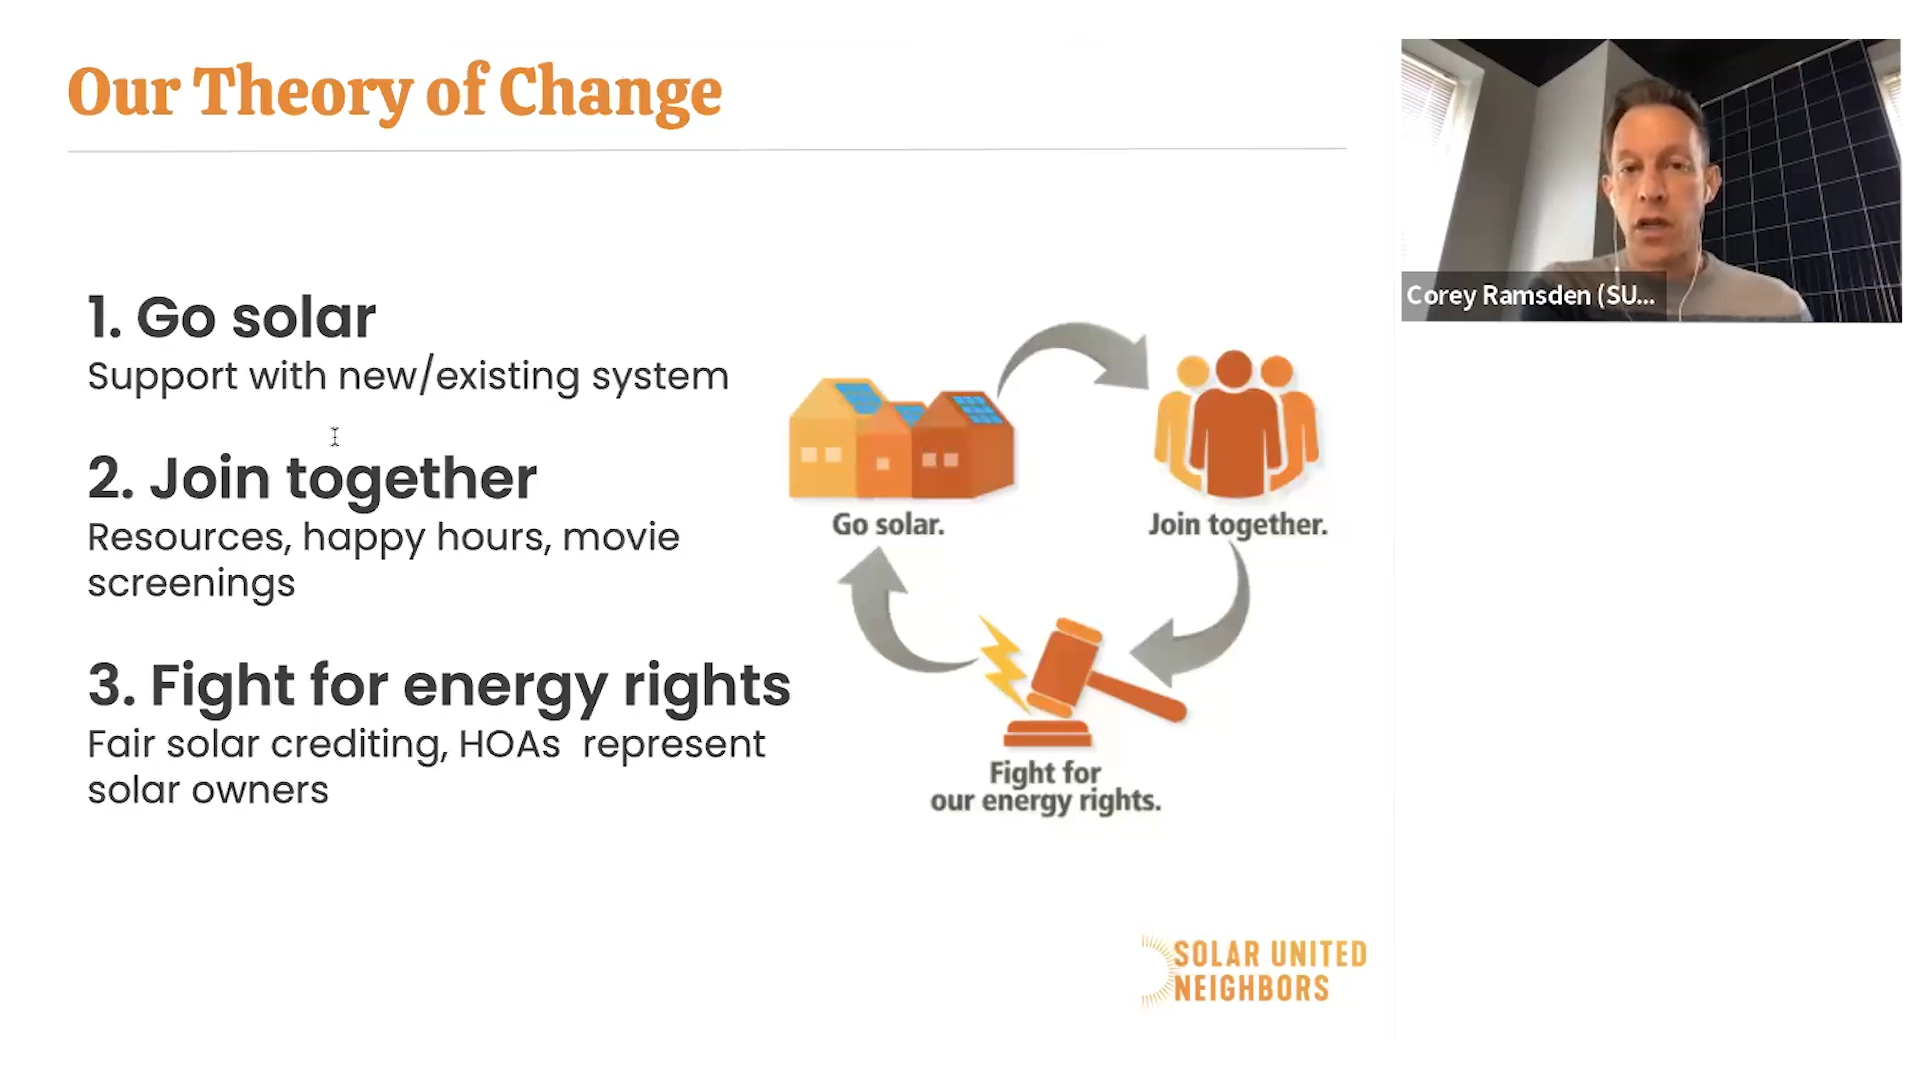 Our Theory of Change
1. Go solar
Support with new/existing system
2. Join together
Resources, happy hours, movie
screenings
3. Fight for energy rights
Fair solar crediting, HOAs  represent
solar owners
Go solar.
Join together.
Fight for
our energy rights.
SOLAR UNITED
NEIGHBORS
Corey Ramsden (SU...